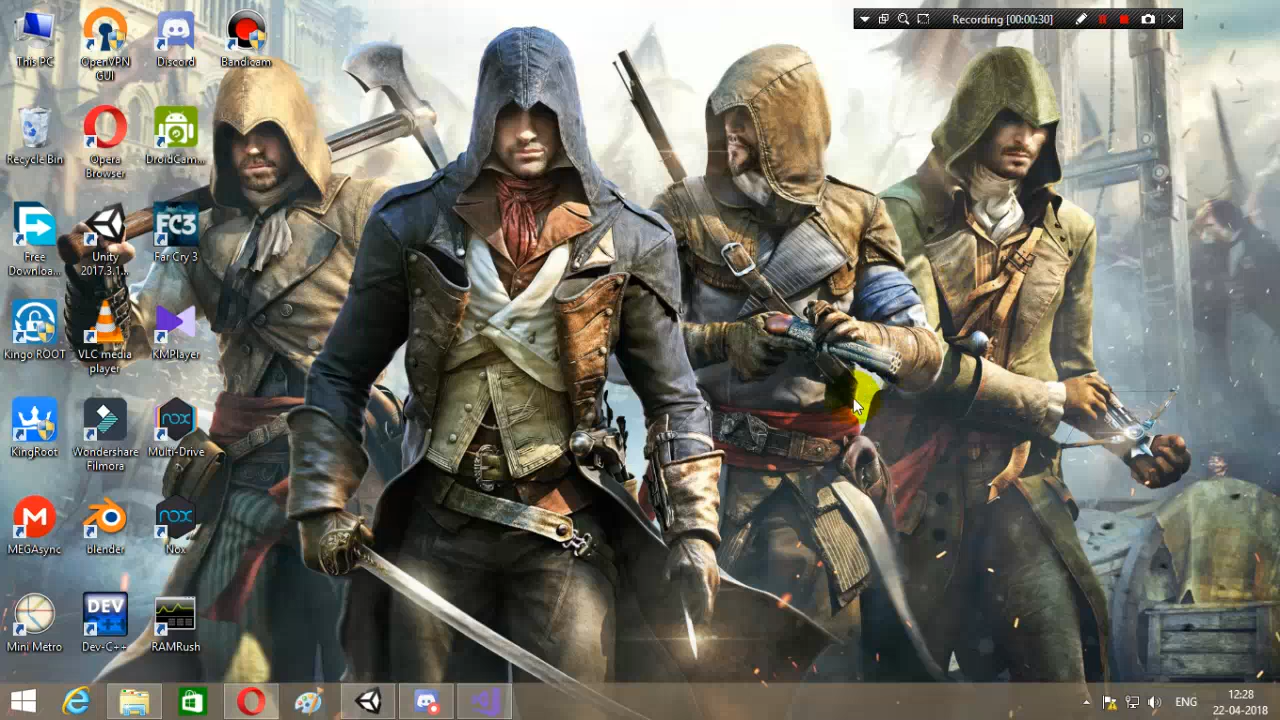 Recording [00:00:30]
This PC
OpenVPN
GUI
Discord
Bandicam
Recycle Bin
Opera
Browser
DroidCam...
Free
Downloa...
Unity
2017.3.1...
FC3
Far Cry 3
Kingo ROOT
VLC media
player
KMPlayer
KingRoot
Wondershare
Filmora
nox
Multi-Drive
MEGAsync
blender
nox
Nox
Mini Metro
DEV
Dev-C++
RAMRush
ENG
12:28
22-04-2018